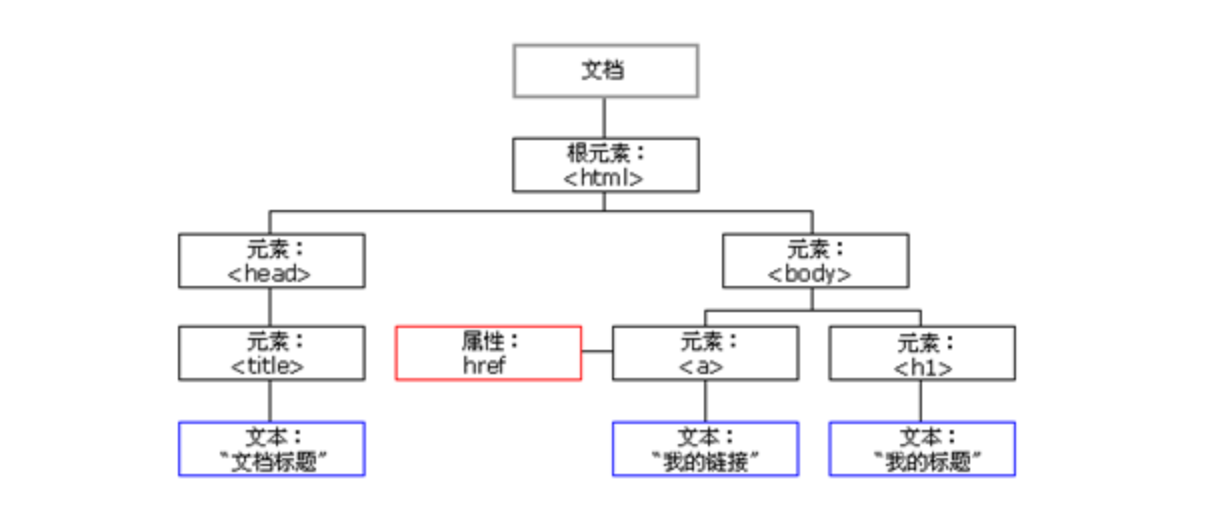 文档
根元素：
<html>
元素：
<head>
元素：
<body>
元素：
<title>
属性：
href
元素：
<a>
元素：
<h1>
文本：
“文档标题”
文本：
“我的链接”
文本：
“我的标题”